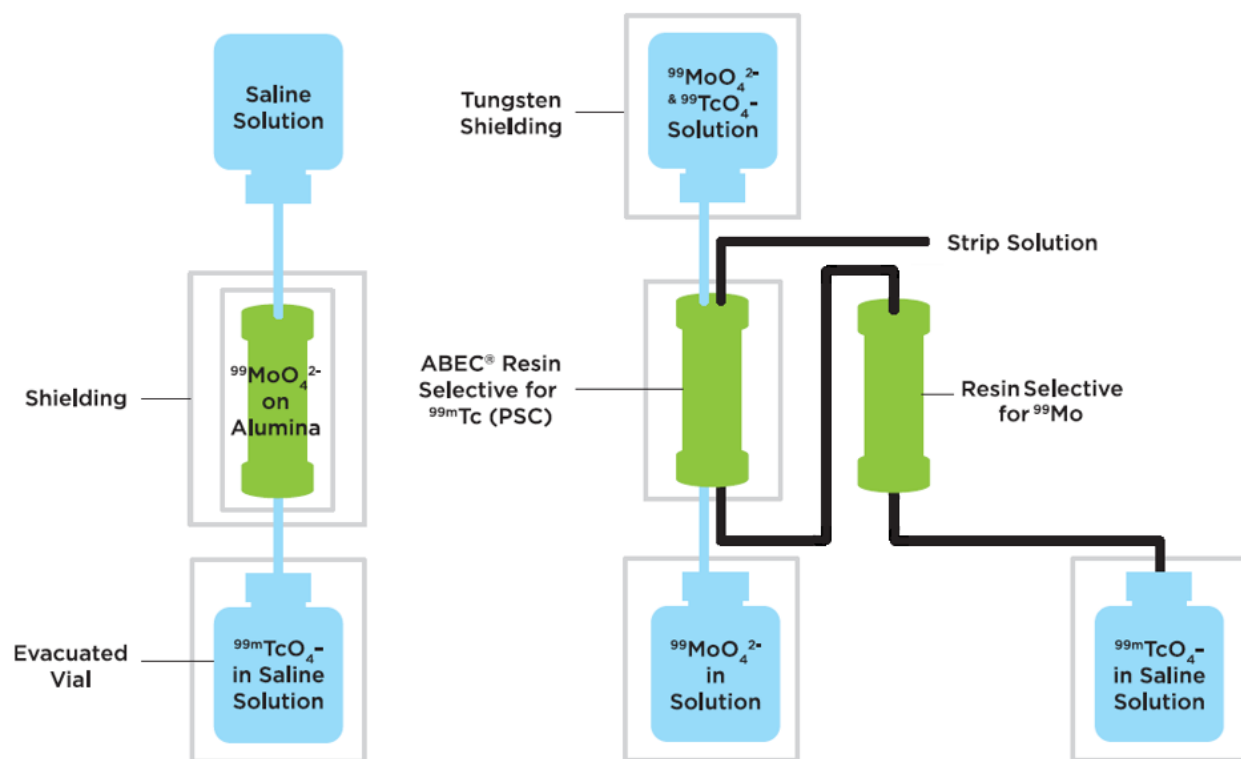 Saline
Solution
Shielding
⁹⁹MoO₄²⁻
on
Alumina
Evacuated
Vial
⁹⁹ᵐTcO₄–
in Saline
Solution
Tungsten
Shielding
⁹⁹MoO₄²⁻
& ⁹⁹TcO₄–
Solution
Strip Solution
ABEC® Resin
Selective for
⁹⁹ᵐTc (PSC)
Resin Selective
for ⁹⁹Mo
⁹⁹MoO₄²⁻
in
Solution
⁹⁹ᵐTcO₄–
in Saline
Solution